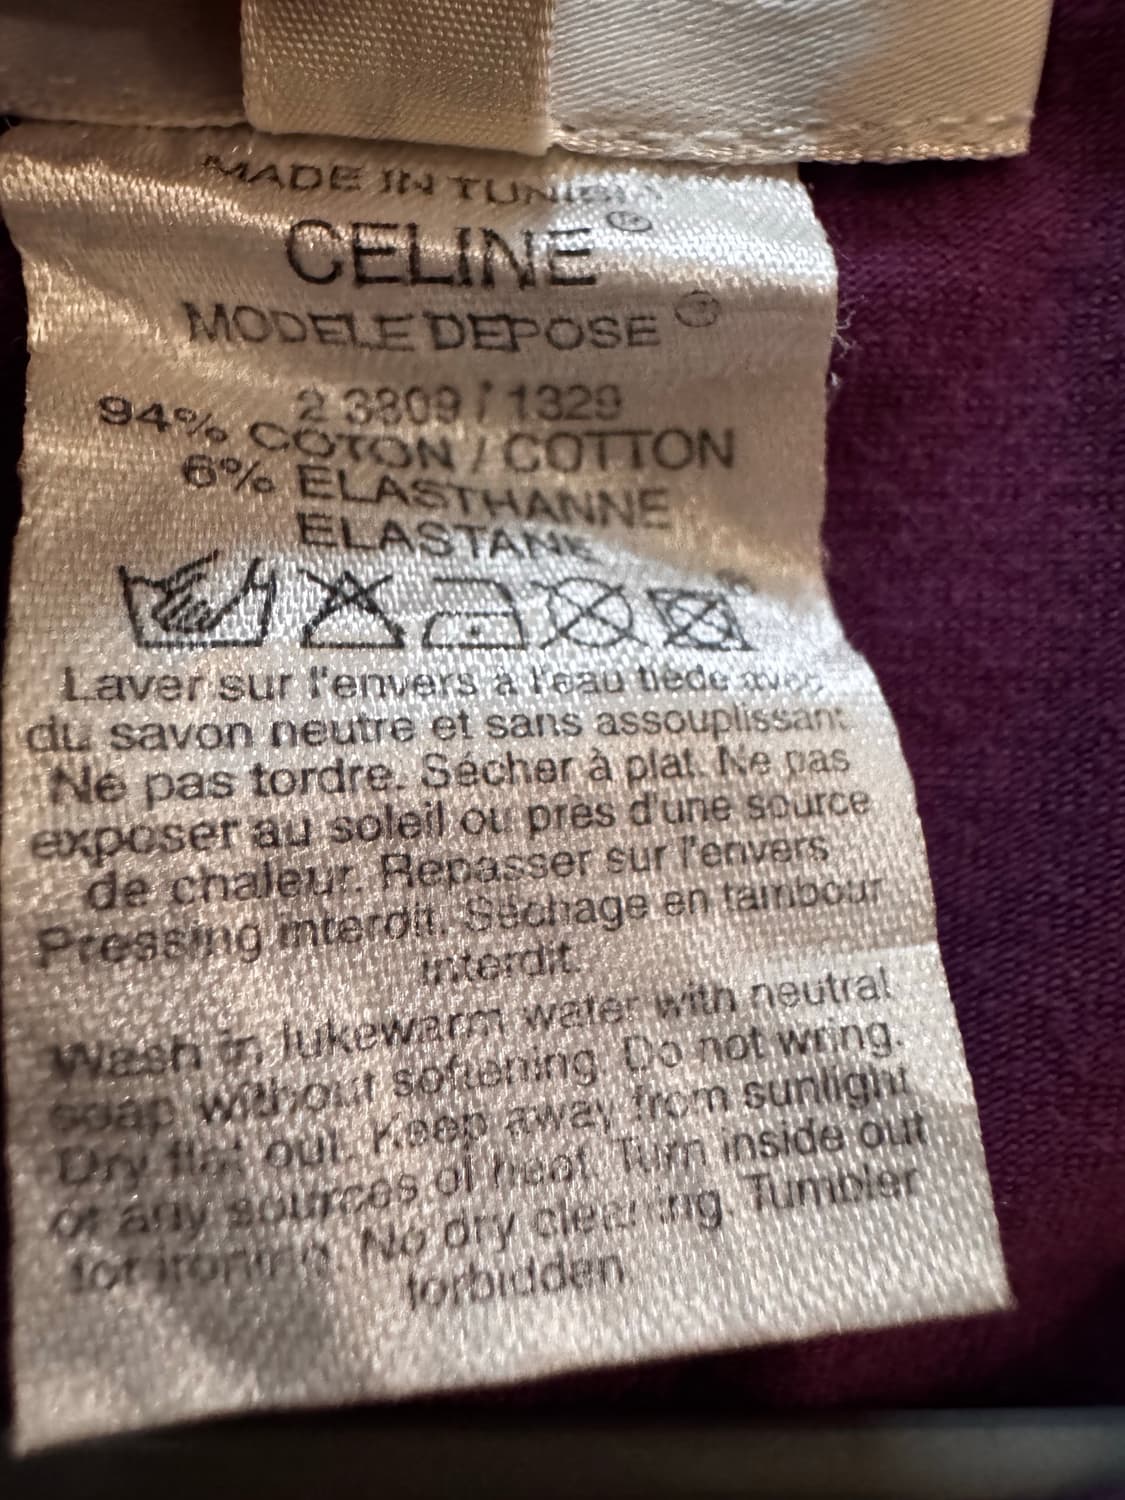 MADE IN TUNISIA
CELINE ®
MODELE DEPOSE ®
2 3809 / 1329
94% COTON / COTTON
6% ELASTHANNE
ELASTANE
Laver sur l'envers à l'eau tiède avec
du savon neutre et sans assouplissant
Ne pas tordre. Sécher à plat. Ne pas
exposer au soleil ou près d'une source
de chaleur. Repasser sur l'envers
Pressing interdit. Séchage en tambour
interdit.
Wash in lukewarm water with neutral
soap without softening. Do not wring.
Dry flat out. Keep away from sunlight
of any sources of heat. Turn inside out
for ironing. No dry cleaning. Tumbler
forbidden